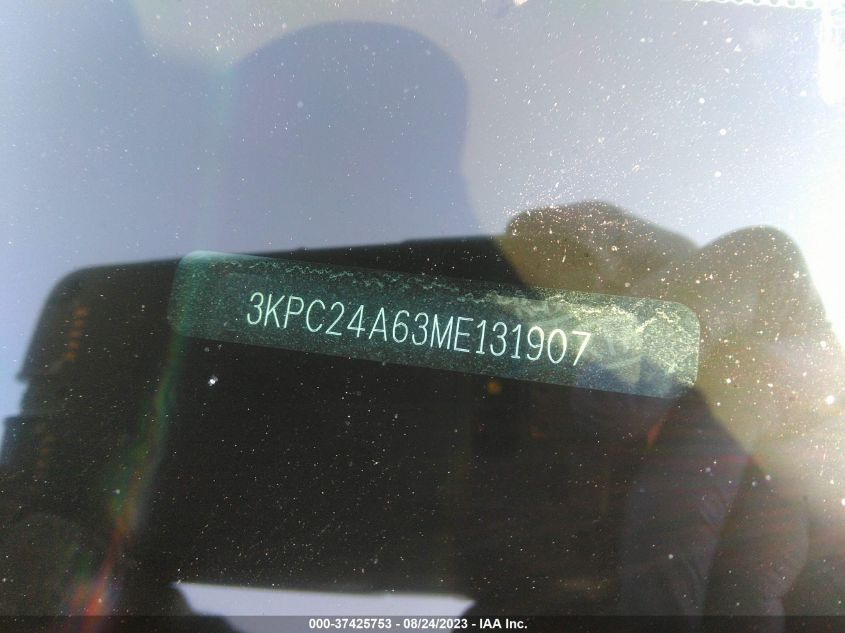 3KPC24A63ME131907
000-37425753 - 08/24/2023 - IAA Inc.